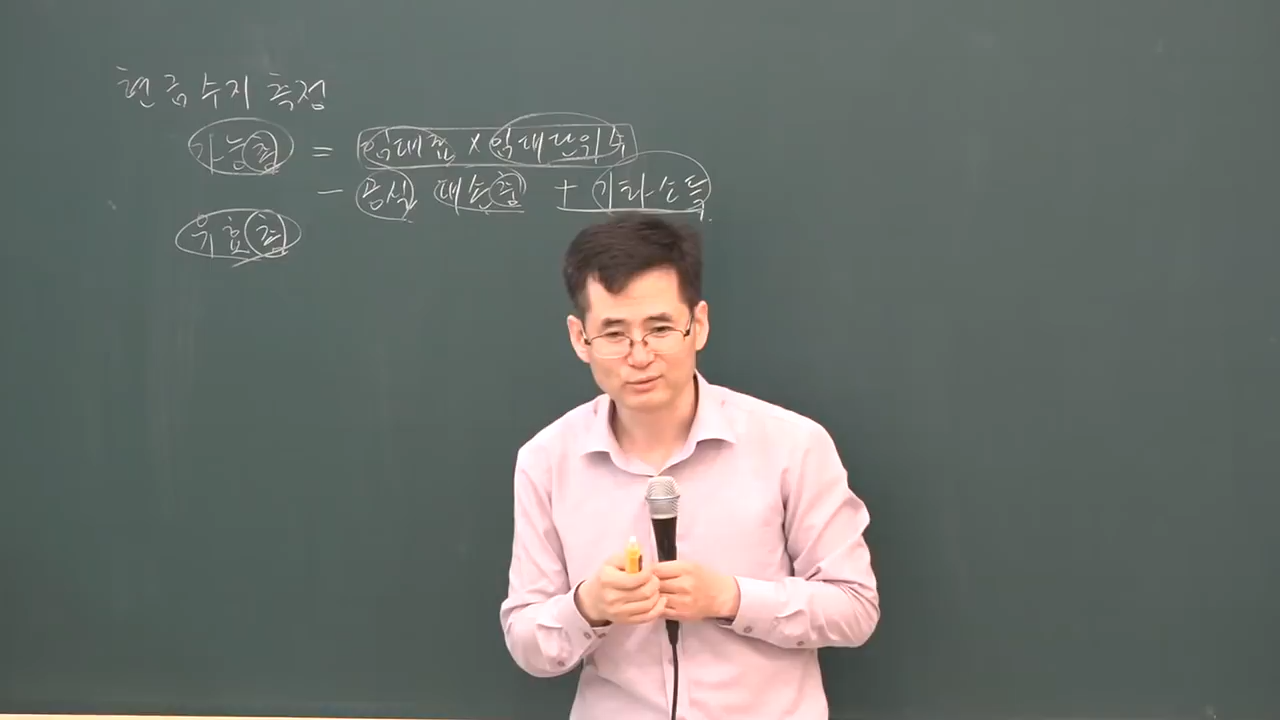 현금수지 측정
가능총 = 임대료 × 임대단위수
- 공실 대손충 + 기타소득
유효총